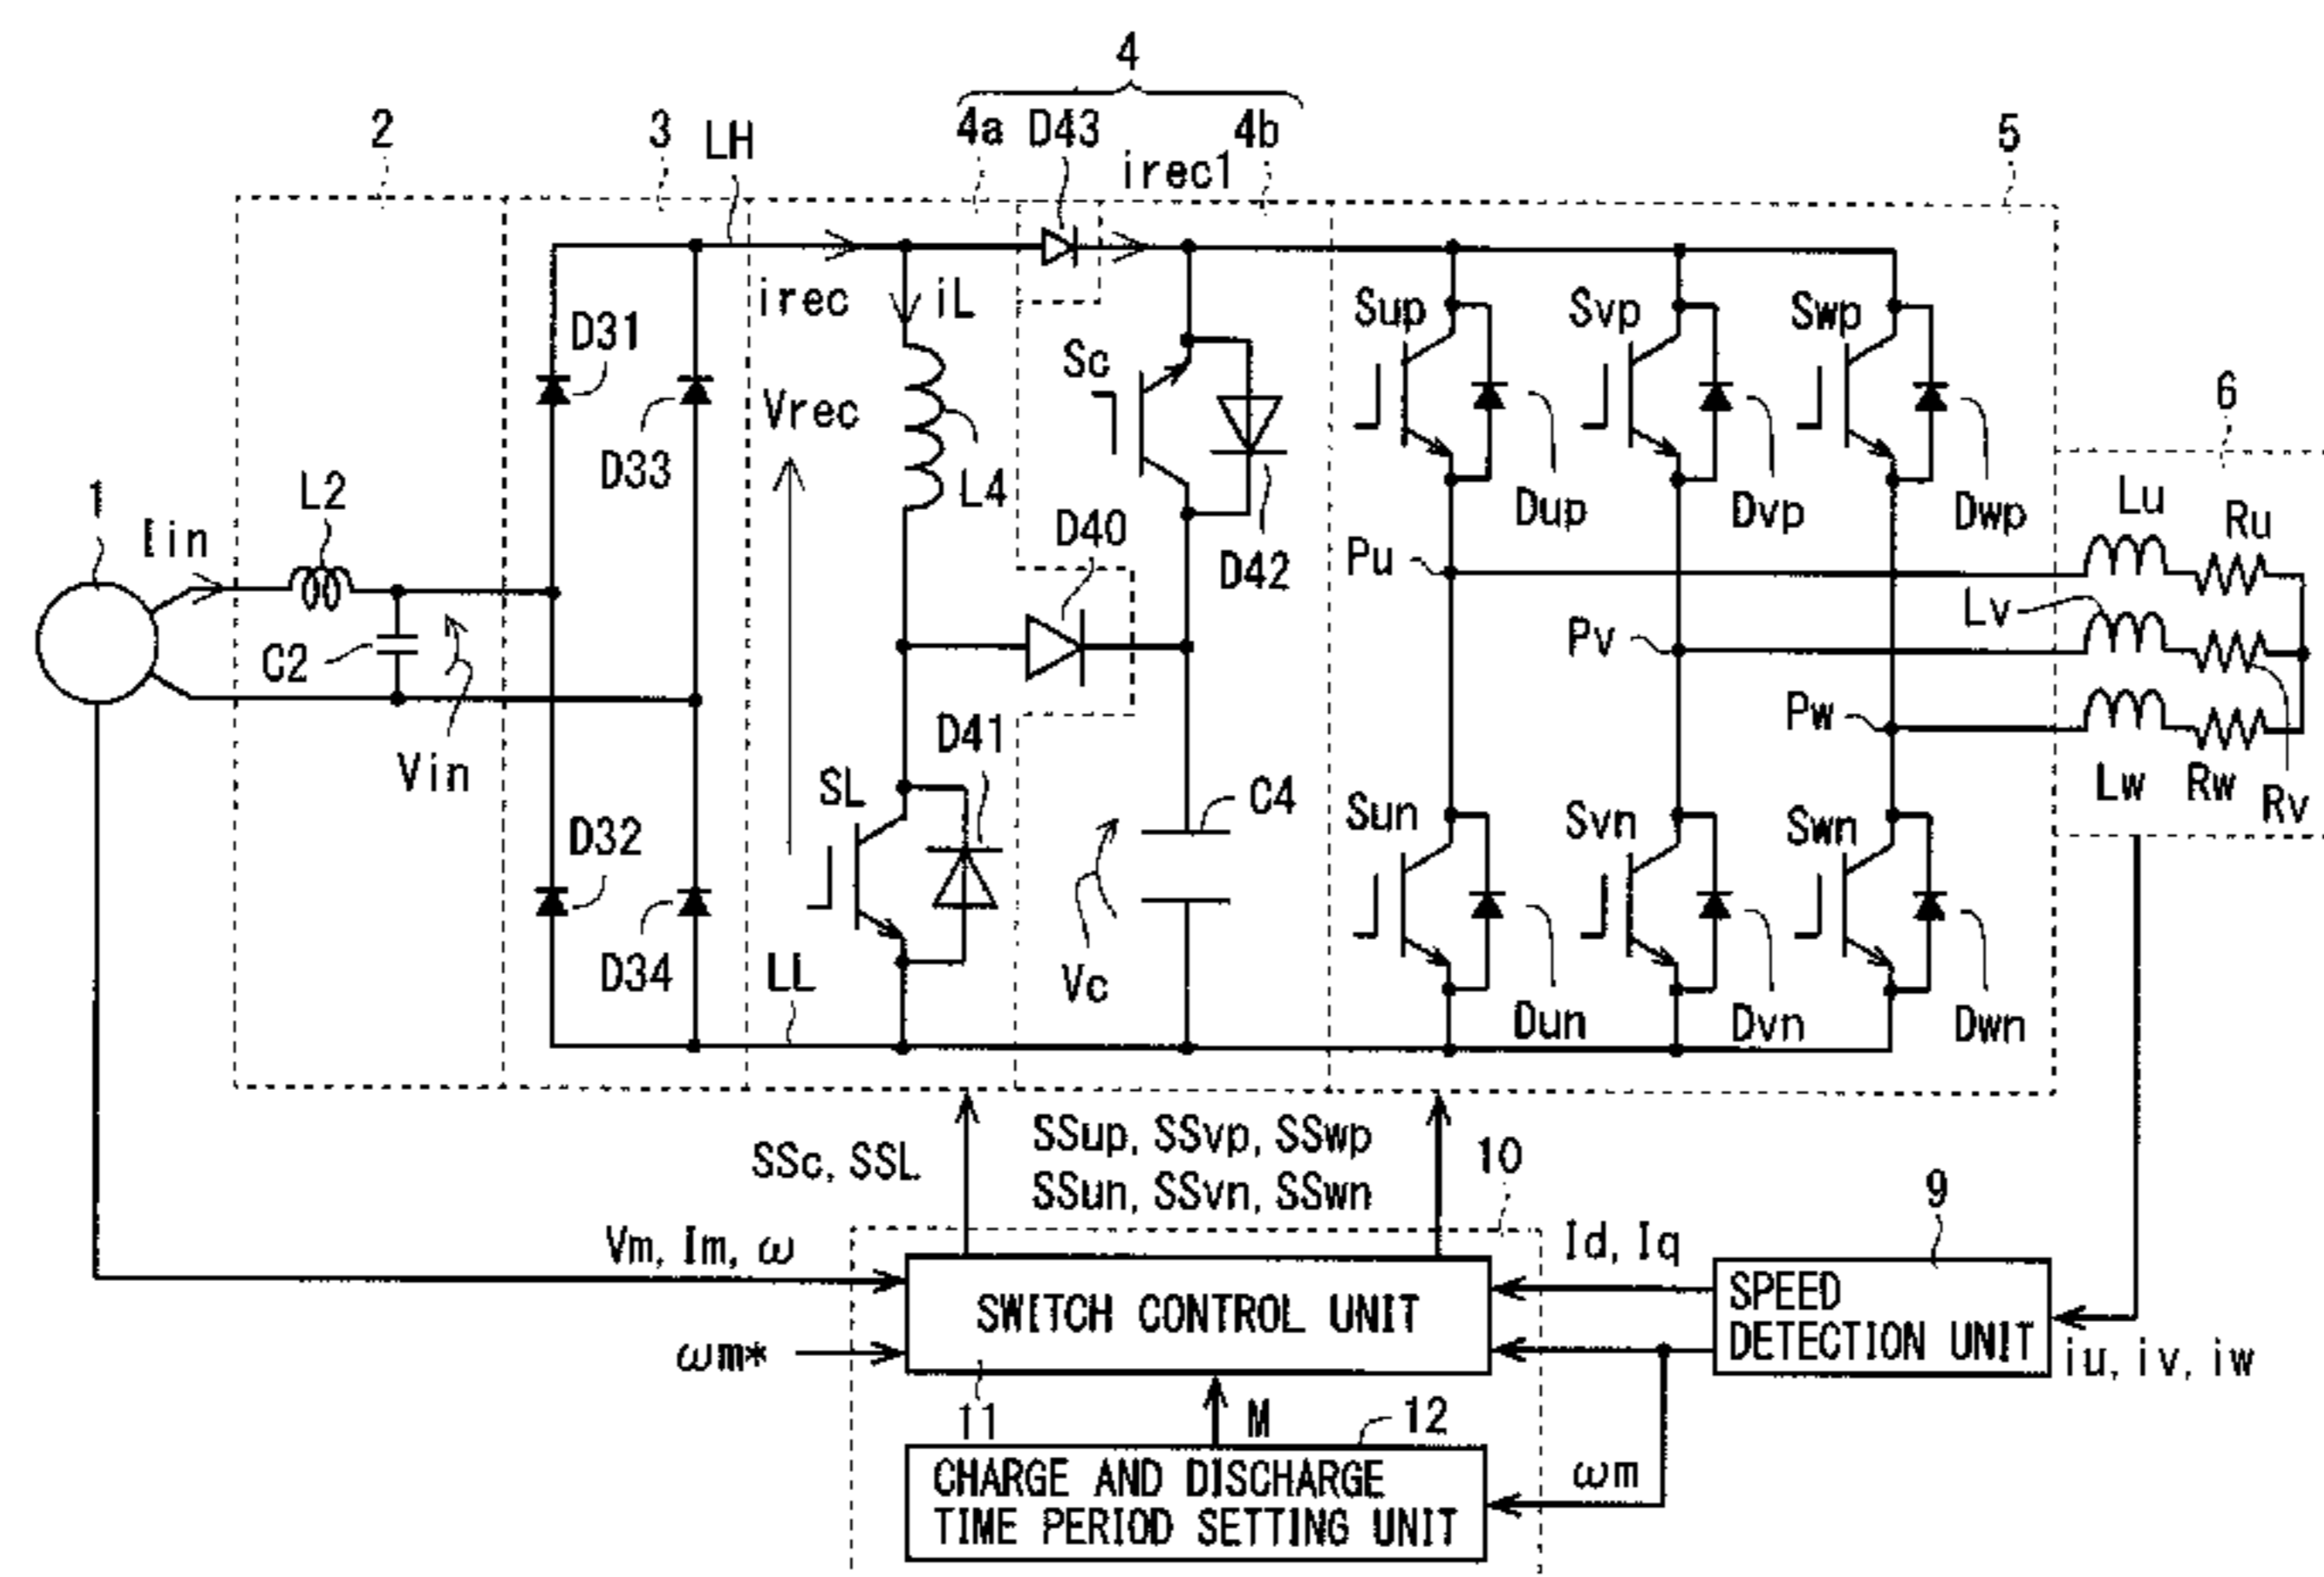 4
2
3
LH
4a
D43
4b
5
irec1
irec
iL
D31
Vrec
Sc
Sup
Svp
Swp
6
D33
L4
Dup
Dvp
Dwp
Lu
Ru
1
Iin
L2
D40
D42
Pu
Lv
C2
Pv
Pw
D41
Vin
SL
C4
Lw
Rw
Rv
D32
Sun
Svn
Swn
D34
LL
Vc
Dun
Dvn
Dwn
SSc, SSL
SSup, SSvp, SSwp
SSun, SSvn, SSwn
10
9
Vm, Im, ω
Id, Iq
SWITCH CONTROL UNIT
SPEED
DETECTION UNIT
ωm*
iu, iv, iw
11
M
12
CHARGE AND DISCHARGE
TIME PERIOD SETTING UNIT
ωm